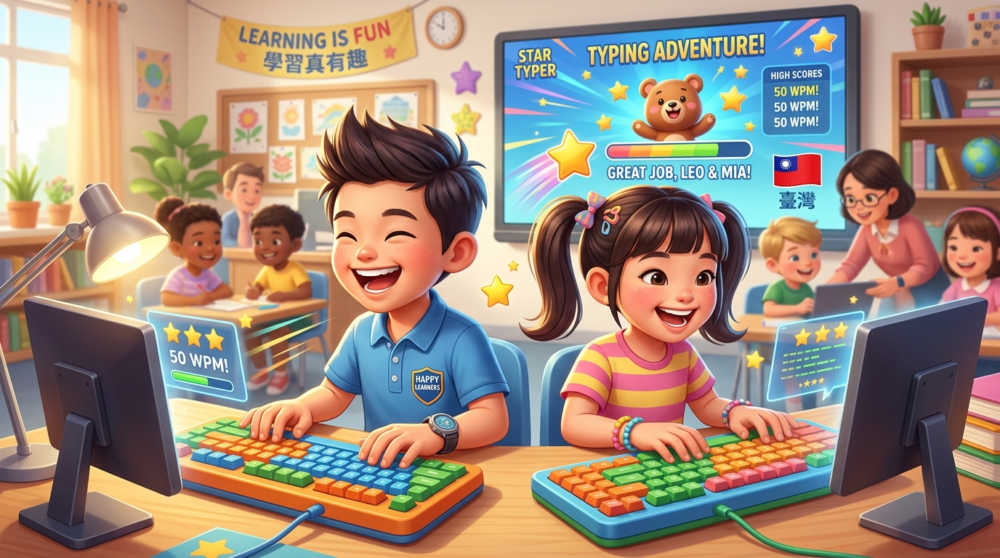 LEARNING IS FUN
學習真有趣
STAR
TYPER
TYPING ADVENTURE!
HIGH SCORES
50 WPM!
50 WPM!
50 WPM!
GREAT JOB, LEO & MIA!
臺灣
50 WPM!
HAPPY
LEARNERS